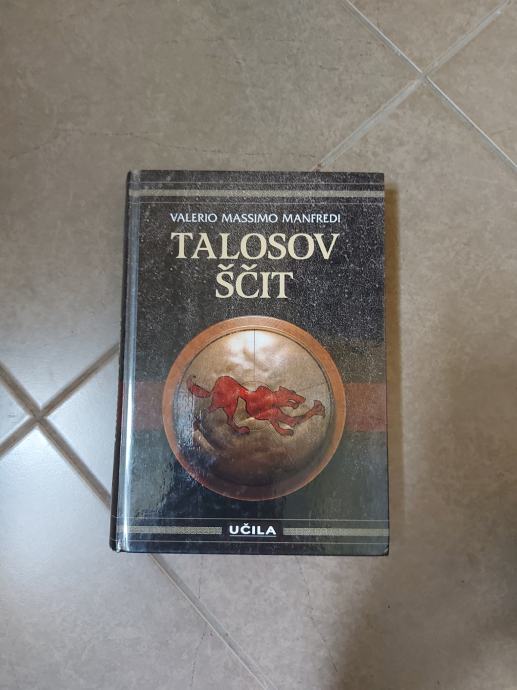 VALERIO MASSIMO MANFREDI
TALOSOV
ŠČIT
UČILA